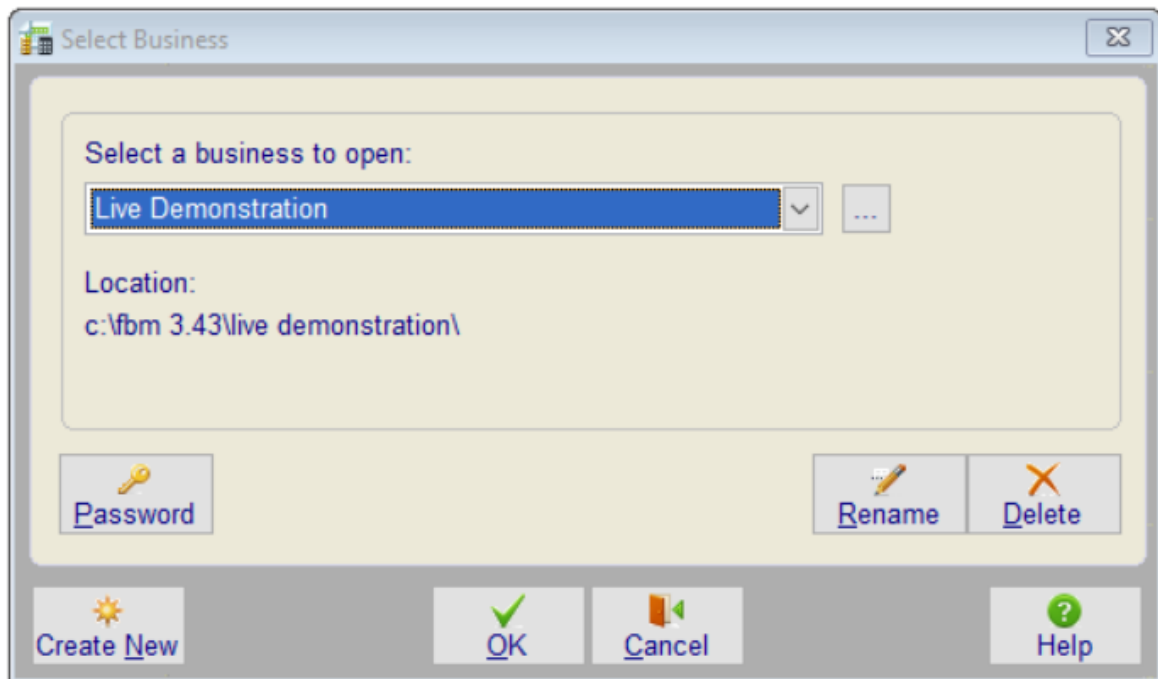 Select Business
Select a business to open:
Live Demonstration
...
Location:
c:\fbm 3.43\live demonstration\
Password
Rename
Delete
Create New
OK
Cancel
Help